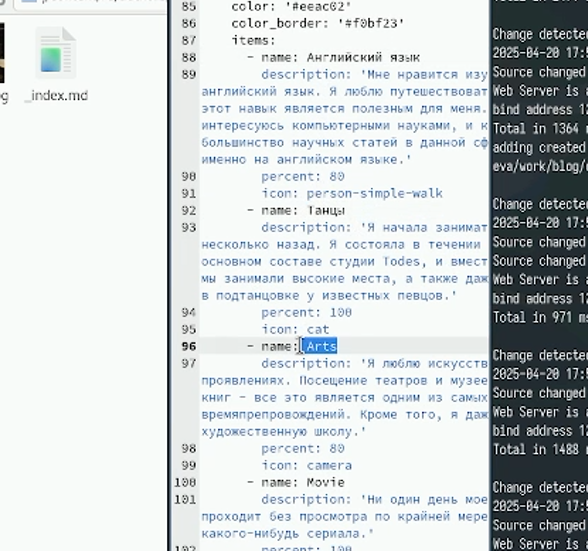 _index.md
85 color: '#eeac02'
86 color_border: '#f0bf23'
87 items:
88 - name: Английский язык
89 description: 'Мне нравится изу
английский язык. Я люблю путешествоват
этот навык является полезным для меня.
интересуюсь компьютерными науками, и к
большинство научных статей в данной сф
именно на английском языке.'
90 percent: 80
91 icon: person-simple-walk
92 - name: Танцы
93 description: 'Я начала занимат
несколько назад. Я состояла в течении
основном составе студии Todes, и вмест
мы занимали высокие места, а также даж
в подтанцовке у известных певцов.'
94 percent: 100
95 icon: cat
96 - name: Arts
97 description: 'Я люблю искусств
проявлениях. Посещение театров и музее
книг - все это является одним из самых
времяпрепровождений. Кроме того, я даж
художественную школу.'
98 percent: 80
99 icon: camera
100 - name: Movie
101 description: 'Ни один день мое
проходит без просмотра по крайней мере
какого-нибудь сериала.'
102 percent: 100
Change detecte
2025-04-20 17:5
Source changed
Web Server is a
bind address 12
Total in 1364 m
adding created
eva/work/blog/
Change detecte
2025-04-20 17:5
Source changed
Source changed
Web Server is a
bind address 12
Total in 971 ms
Change detecte
2025-04-20 17:5
Source changed
Web Server is a
bind address 12
Total in 1488
Change detecte
2025-04-20 17:5
Source changed
Web Server is a